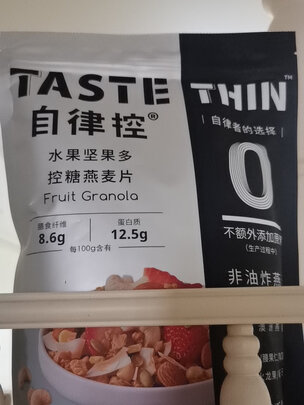 TASTE THIN™
自律控®
水果坚果多
控糖燕麦片
Fruit Granola
膳食纤维
8.6g
蛋白质
12.5g
每100g含有
自律者的选择
0
不额外添加蔗
(生产过程中)
非油炸燕